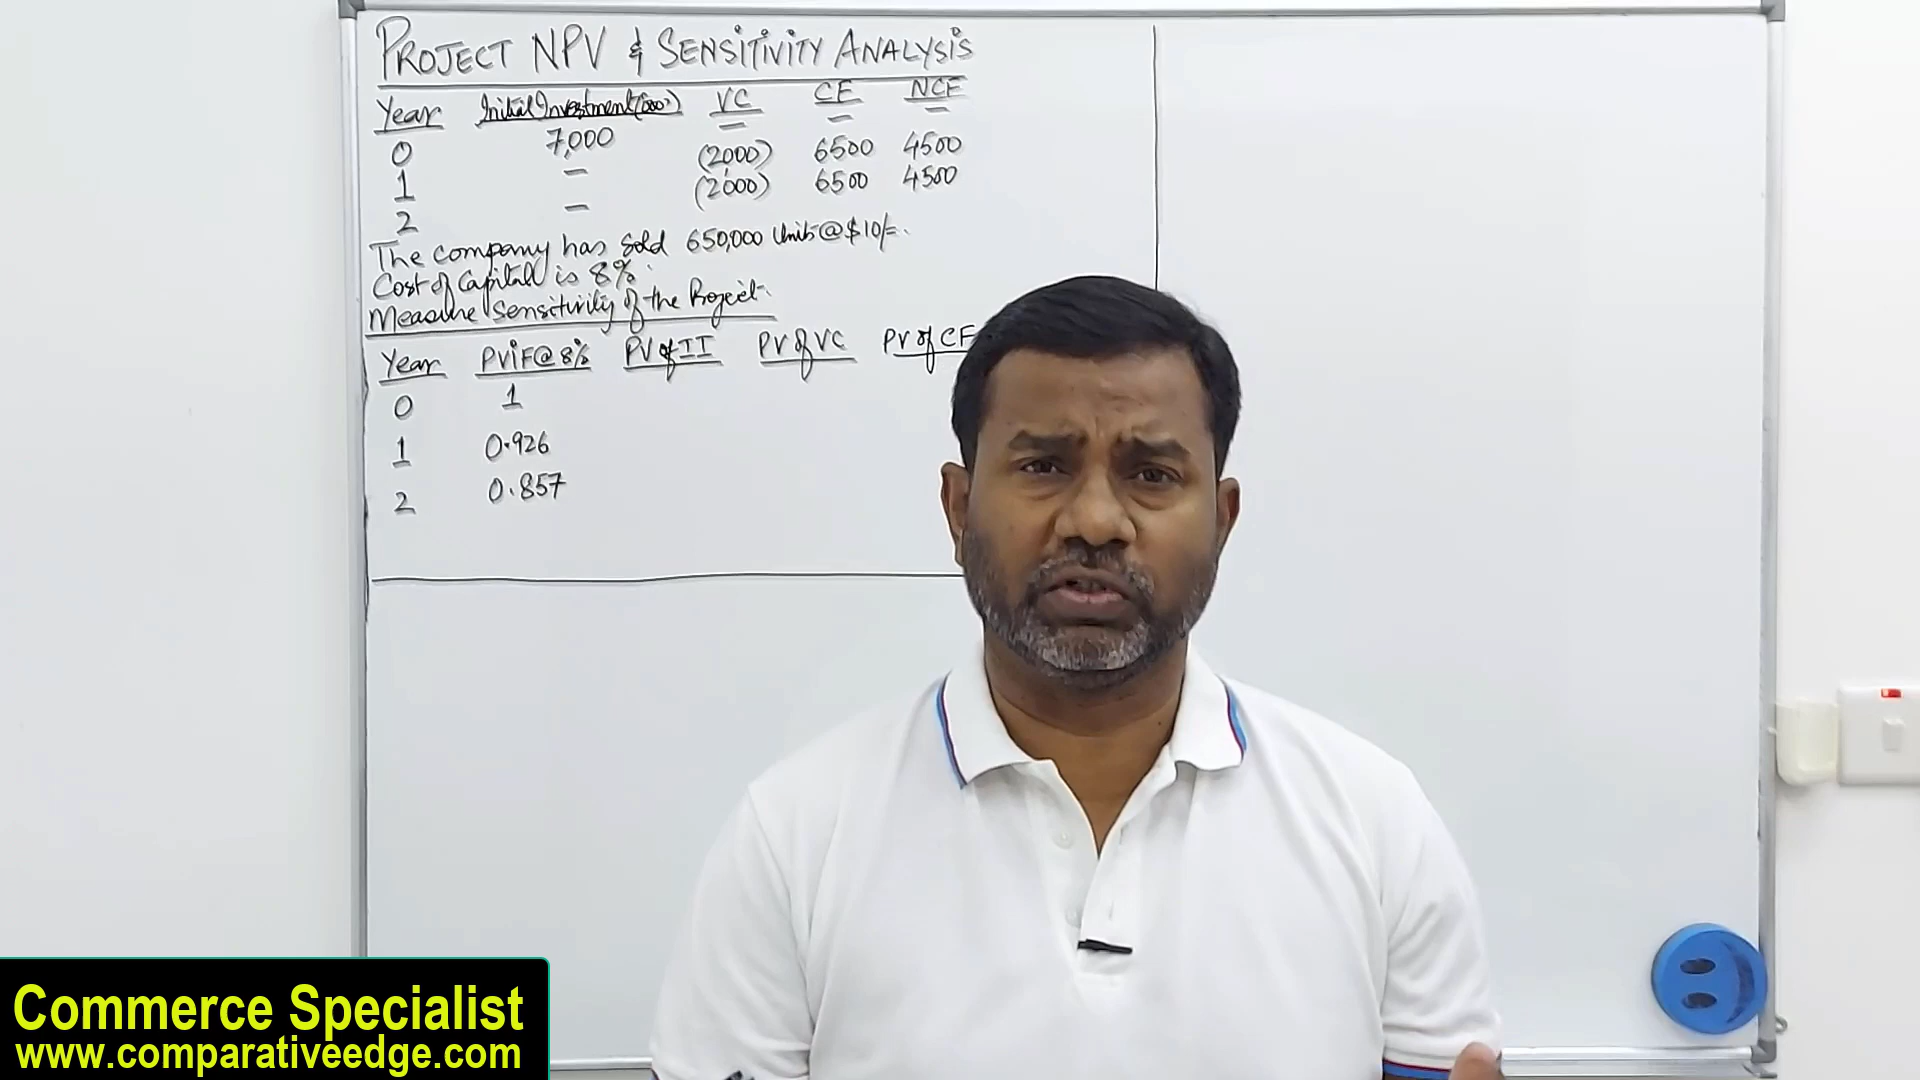 PROJECT NPV & SENSITIVITY ANALYSIS
Year Initial Investment (000's) VC CF NCF
0 7,000 – – –
1 – (2000) 6500 4500
2 – (2000) 6500 4500
The company has sold 650,000 Units @ $10/=.
Cost of Capital is 8%.
Measure Sensitivity of the Project.
Year PViF@8% PV of II PV of VC PV of CF
0 1
1 0.926
2 0.857
Commerce Specialist
www.comparativeedge.com